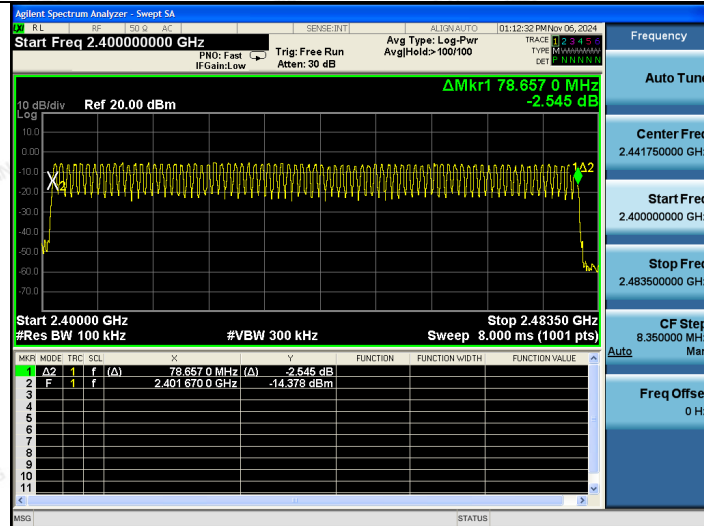 Agilent Spectrum Analyzer - Swept SA
LXI RL RF 50 Ω AC SENSE:INT ALIGNAUTO 01:12:32 PM Nov 06, 2024
Start Freq 2.400000000 GHz
PNO: Fast
IFGain:Low
Trig: Free Run
Atten: 30 dB
Avg Type: Log-Pwr
Avg|Hold:>100/100
TRACE 1 2 3 4 5 6
TYPE M
DET P N N N N N
ΔMkr1 78.657 0 MHz
-2.545 dB
10 dB/div Ref 20.00 dBm
Log
10.0
0.00
-10.0
-20.0
-30.0
-40.0
-50.0
-60.0
-70.0
2
1Δ2
Start 2.40000 GHz Stop 2.48350 GHz
#Res BW 100 kHz #VBW 300 kHz Sweep 8.000 ms (1001 pts)
MKR MODE TRC SCL X Y FUNCTION FUNCTION WIDTH FUNCTION VALUE
1 Δ2 1 f (Δ) 78.657 0 MHz (Δ) -2.545 dB
2 F 1 f 2.401 670 0 GHz -14.378 dBm
3
4
5
6
7
8
9
10
11
MSG STATUS
Frequency
Auto Tune
Center Freq
2.441750000 GHz
Start Freq
2.400000000 GHz
Stop Freq
2.483500000 GHz
CF Step
8.350000 MHz
Auto Man
Freq Offset
0 Hz